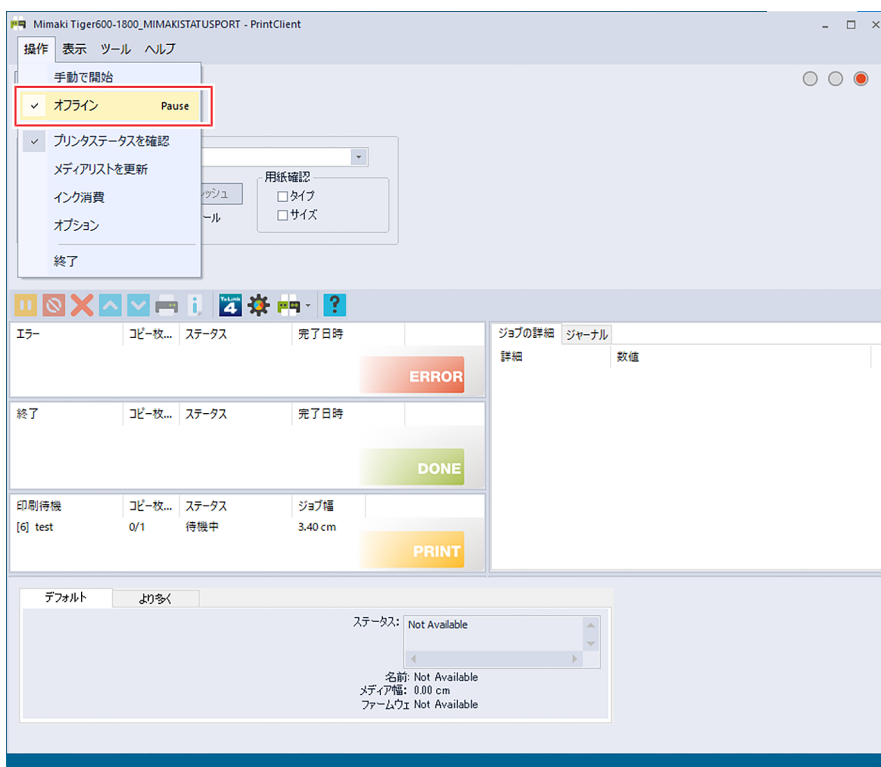 Mimaki Tiger600-1800_MIMAKISTATUSPORT - PrintClient
操作 表示 ツール ヘルプ
手動で開始
オフライン Pause
プリンタステータスを確認
メディアリストを更新
インク消費
オプション
終了
ッシュ
ール
用紙確認
タイプ
サイズ
To Limit
4
?
エラー コピー枚... ステータス 完了日時
ERROR
終了 コピー枚... ステータス 完了日時
DONE
印刷待機 コピー枚... ステータス ジョブ幅
[6] test 0/1 待機中 3.40 cm
PRINT
ジョブの詳細 ジャーナル
詳細 数値
デフォルト より多く
ステータス: Not Available
名前: Not Available
メディア幅: 0.00 cm
ファームウェ Not Available